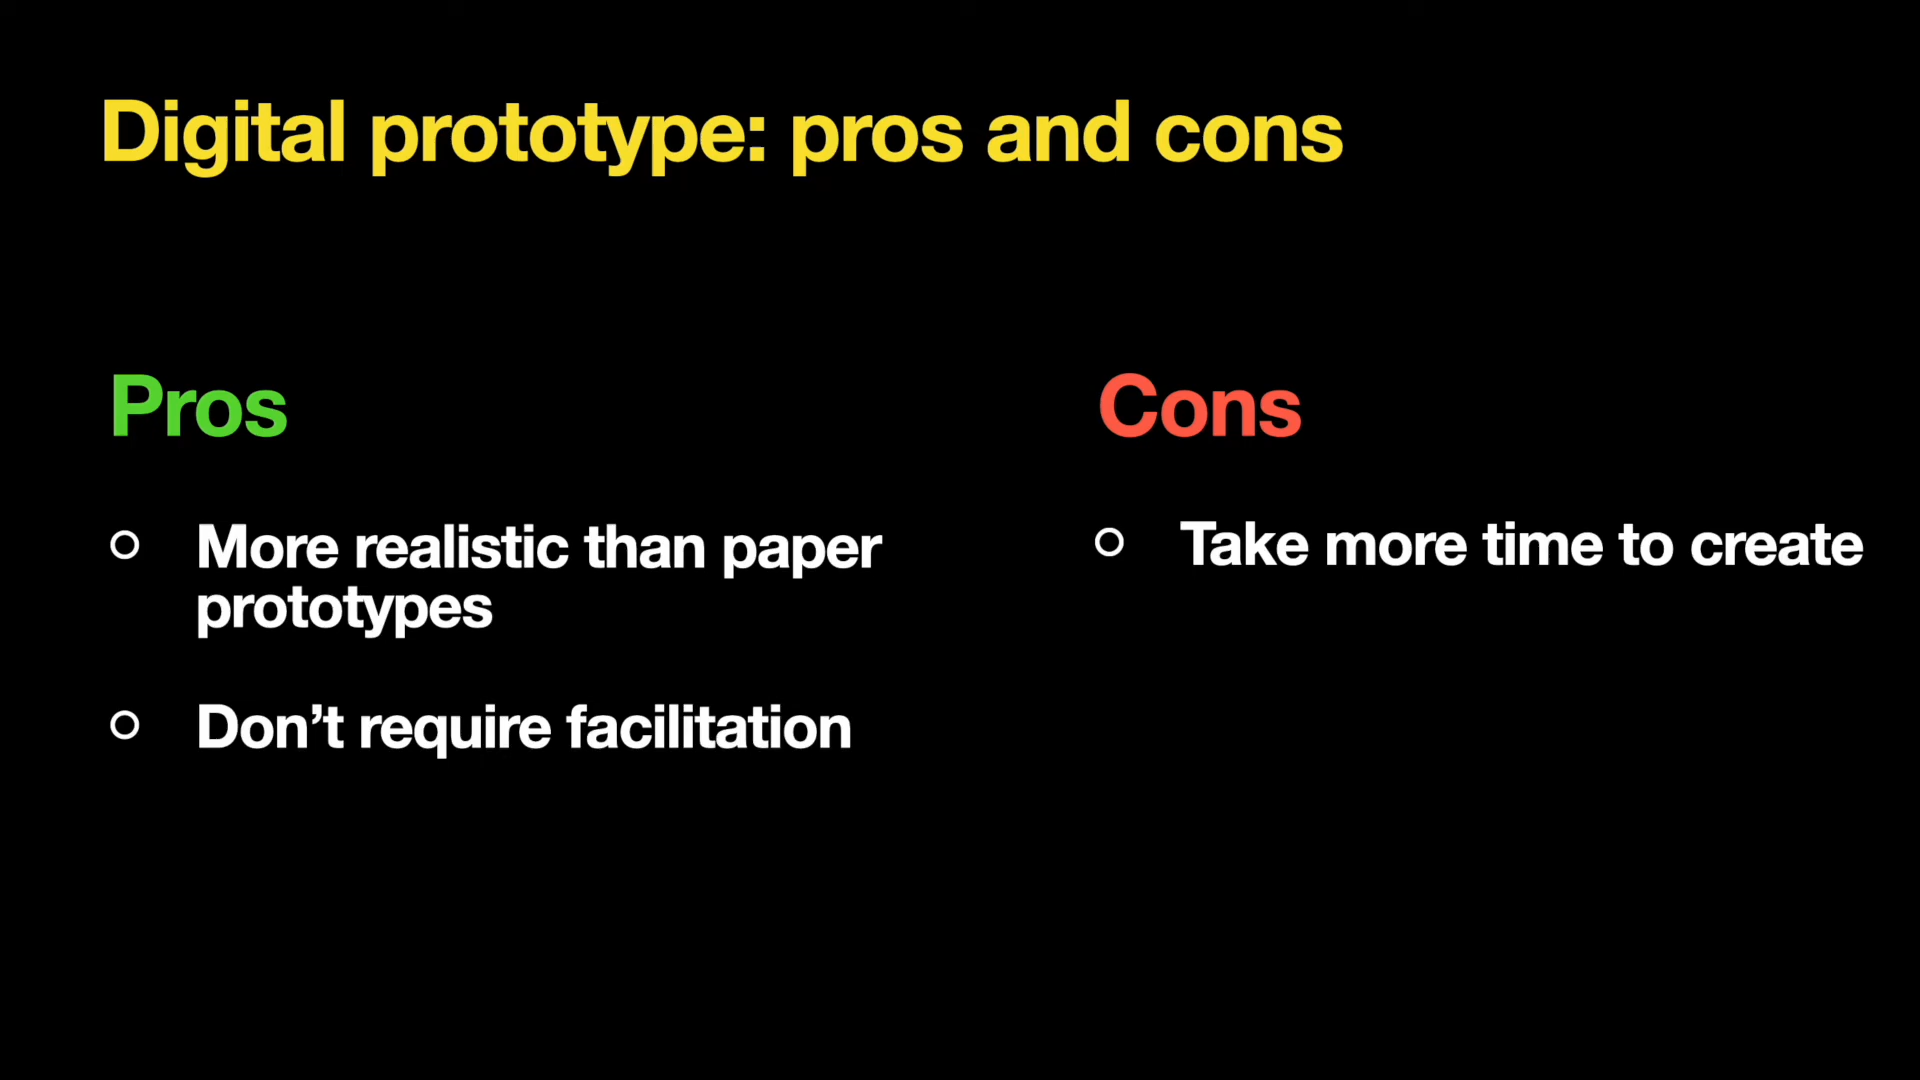 Digital prototype: pros and cons
Pros
More realistic than paper
prototypes
Don’t require facilitation
Cons
Take more time to create